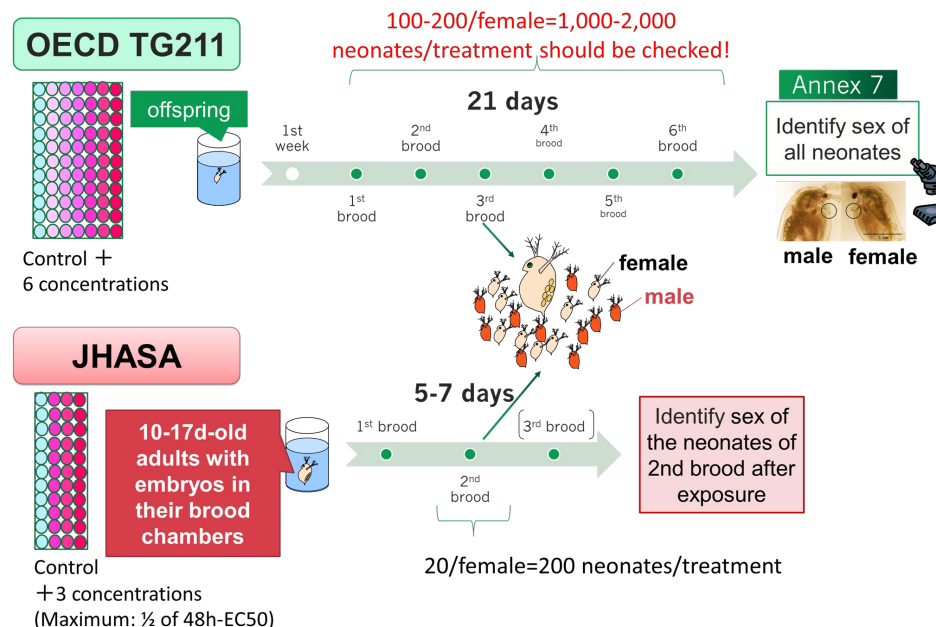 100-200/female=1,000-2,000
neonates/treatment should be checked!
OECD TG211
offspring
21 days
1st
week
2nd
brood
4th
brood
6th
brood
1st
brood
3rd
brood
5th
brood
Annex 7
Identify sex of
all neonates
male female
Control +
6 concentrations
female
male
JHASA
10-17d-old
adults with
embryos in
their brood
chambers
5-7 days
1st brood
3rd brood
2nd
brood
Identify sex of
the neonates of
2nd brood after
exposure
20/female=200 neonates/treatment
Control
+3 concentrations
(Maximum: ½ of 48h-EC50)